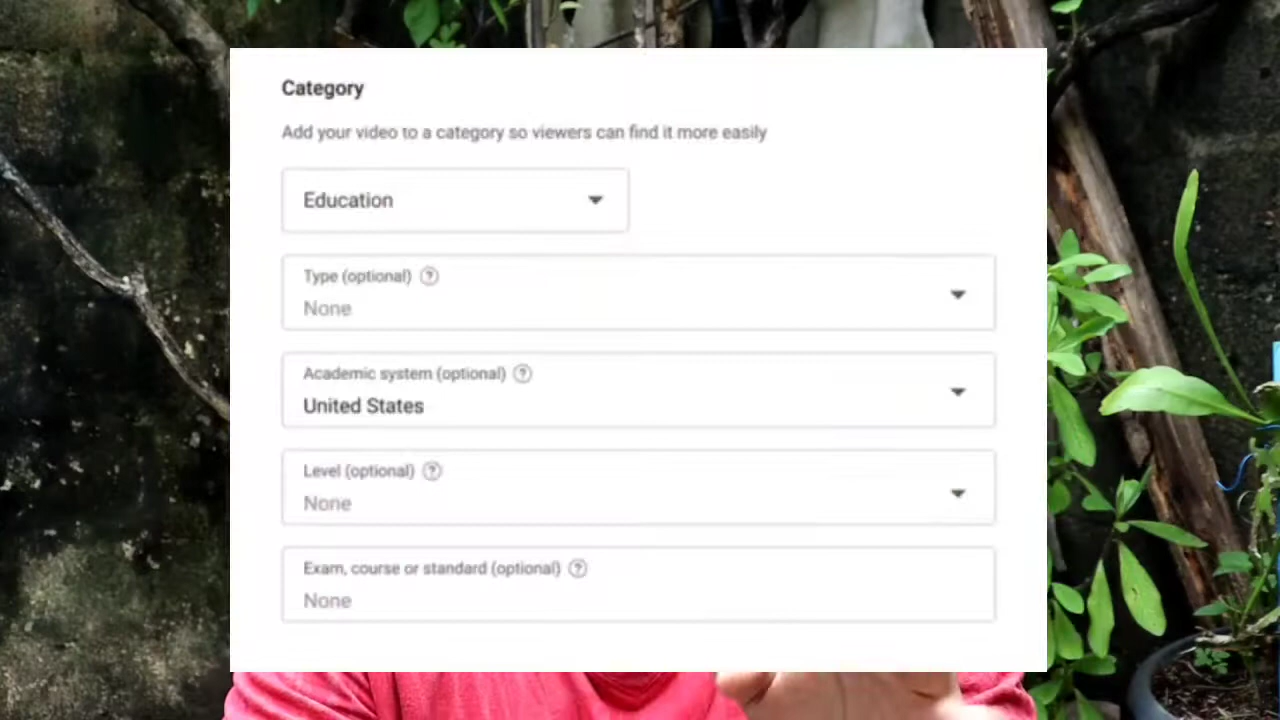 Category
Add your video to a category so viewers can find it more easily
Education
Type (optional) ?
None
Academic system (optional) ?
United States
Level (optional) ?
None
Exam, course or standard (optional) ?
None